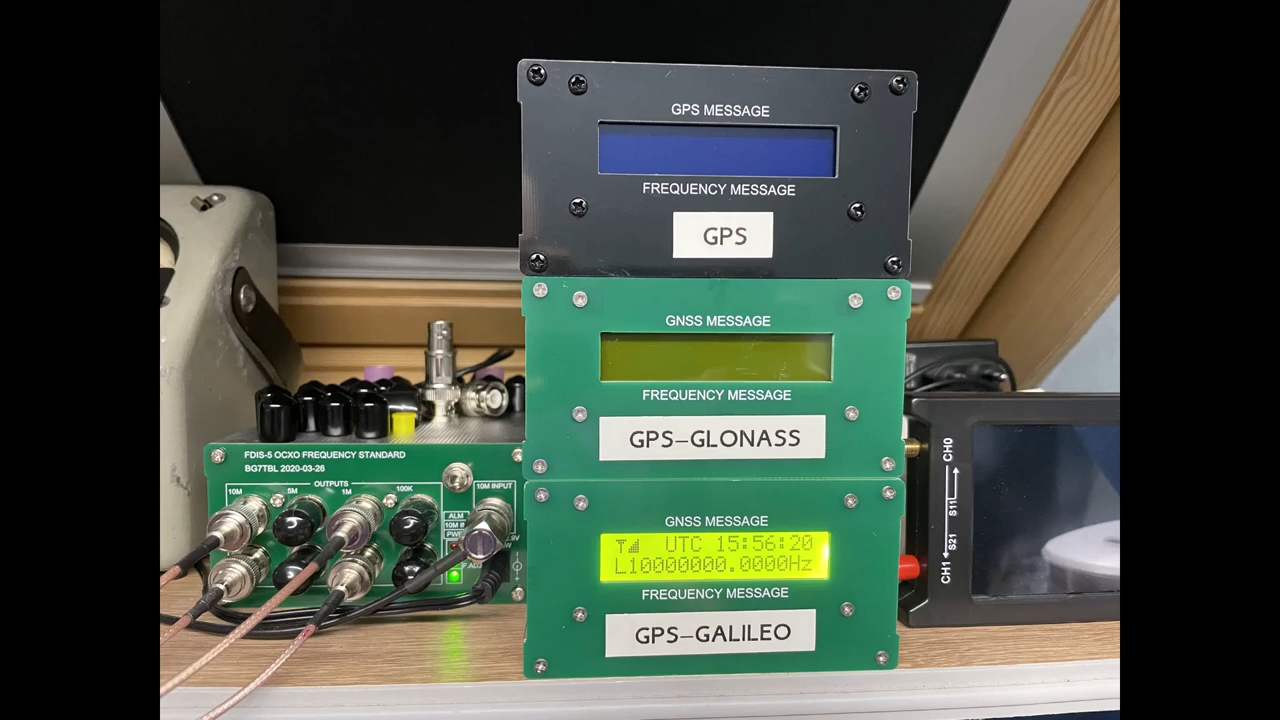 GPS MESSAGE
FREQUENCY MESSAGE
GPS
GNSS MESSAGE
FREQUENCY MESSAGE
GPS-GLONASS
GNSS MESSAGE
UTC 15:56:20
L10000000.0000Hz
FREQUENCY MESSAGE
GPS-GALILEO
FDIS-5 OCXO FREQUENCY STANDARD
BG7TBL 2020-03-26
OUTPUTS
10M 5M 1M 100K
10M INPUT
ALM
10M
CH0
S11
S21
CH1